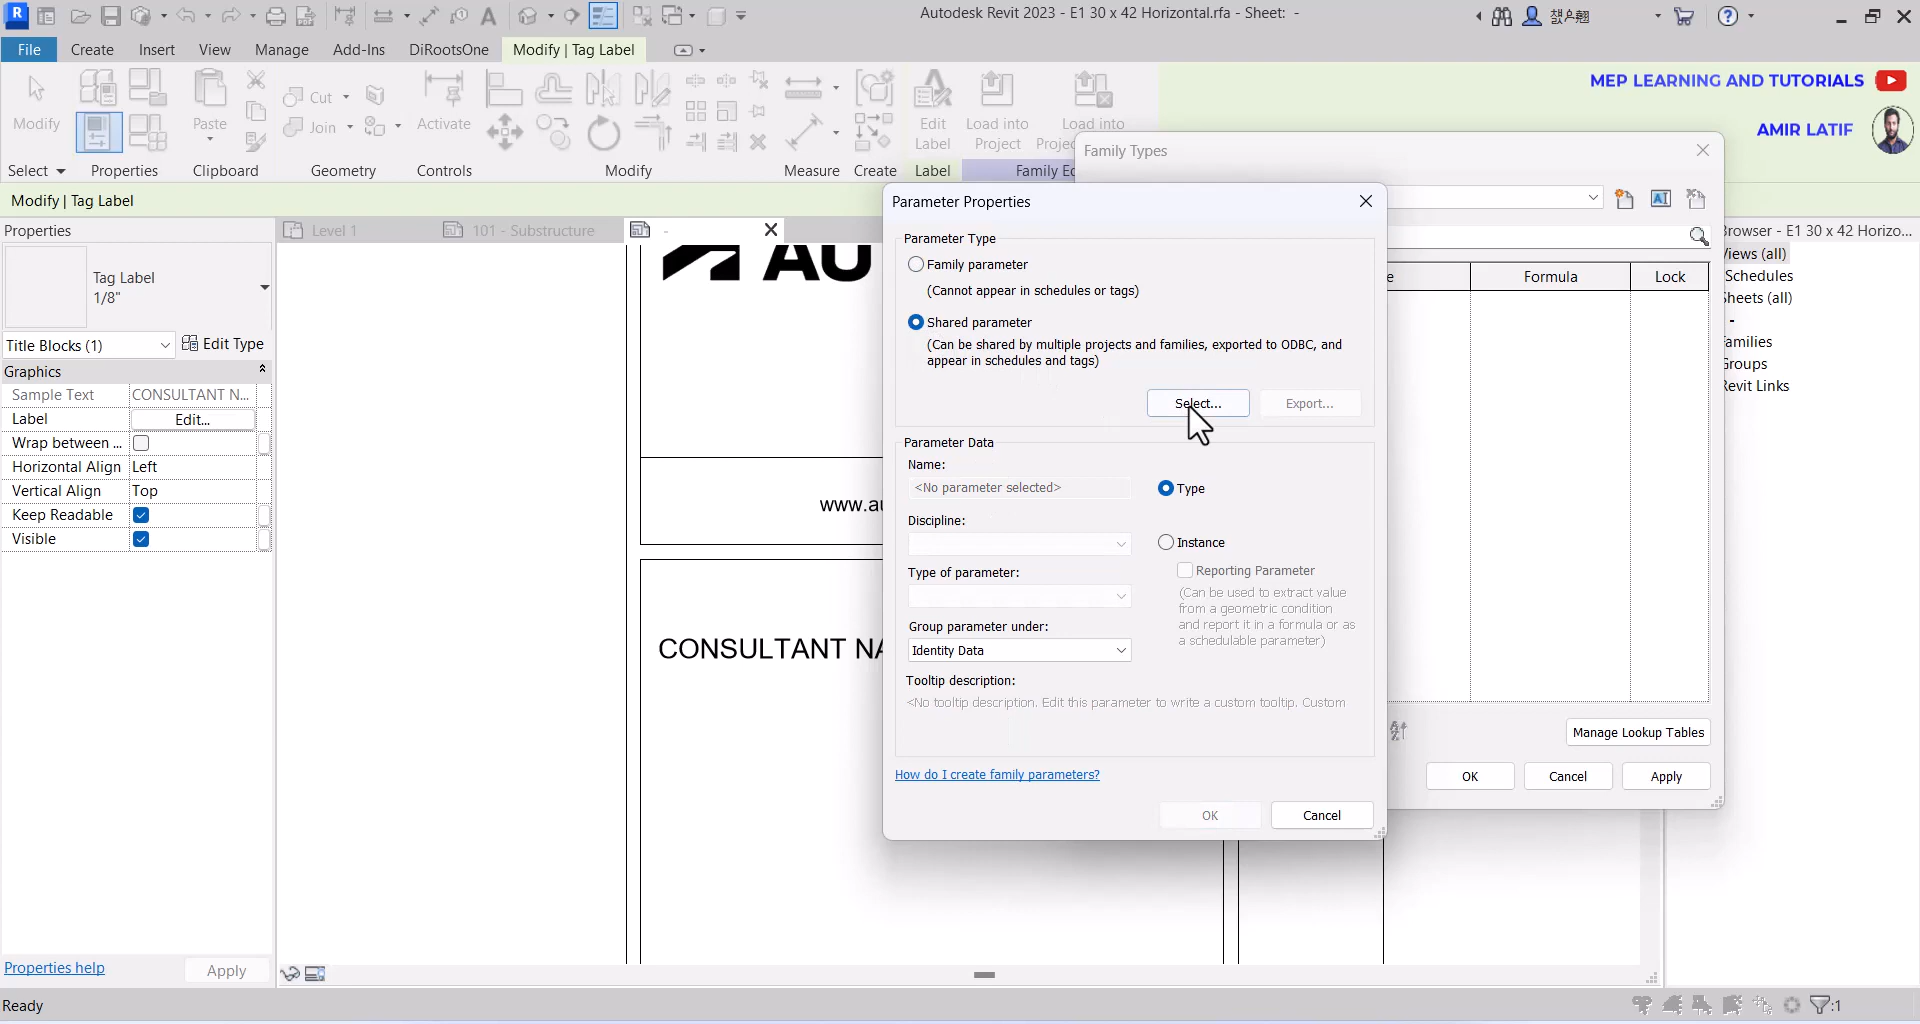 Autodesk Revit 2023 - E1 30 x 42 Horizontal.rfa - Sheet: -
File Create Insert View Manage Add-Ins DiRootsOne Modify | Tag Label
MEP LEARNING AND TUTORIALS
AMIR LATIF
Modify
Paste
Cut
Join
Activate
Edit
Label
Load into
Project
Load into
Select Properties Clipboard Geometry Controls Modify Measure Create Label
Modify | Tag Label
Properties
Tag Label
1/8"
Title Blocks (1)
Edit Type
Graphics
Sample Text CONSULTANT N...
Label Edit...
Wrap between ...
Horizontal Align Left
Vertical Align Top
Keep Readable
Visible
Properties help
Apply
Ready
Level 1
101 - Substructure
-
AU
www.au
CONSULTANT NA
Family Types
Formula Lock
Manage Lookup Tables
OK Cancel Apply
Parameter Properties
Parameter Type
Family parameter
(Cannot appear in schedules or tags)
Shared parameter
(Can be shared by multiple projects and families, exported to ODBC, and
appear in schedules and tags)
Select...
Export...
Parameter Data
Name:
<No parameter selected>
Type
Discipline:
Instance
Type of parameter:
Reporting Parameter
(Can be used to extract value
from a geometric condition
and report it in a formula or as
a schedulable parameter)
Group parameter under:
Identity Data
Tooltip description:
<No tooltip description. Edit this parameter to write a custom tooltip. Custom
How do I create family parameters?
OK Cancel
Browser - E1 30 x 42 Horizo...
Views (all)
Schedules
Sheets (all)
-
Families
Groups
Revit Links
:1